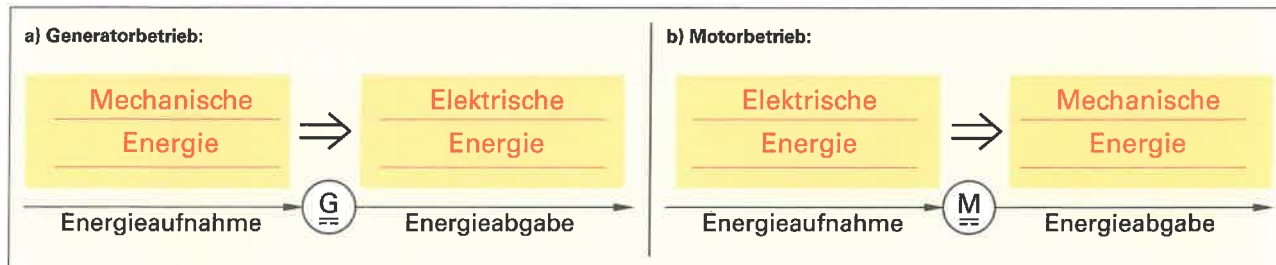 a) Generatorbetrieb:
Mechanische
Energie
Elektrische
Energie
Energieaufnahme
G
Energieabgabe
b) Motorbetrieb:
Elektrische
Energie
Mechanische
Energie
Energieaufnahme
M
Energieabgabe